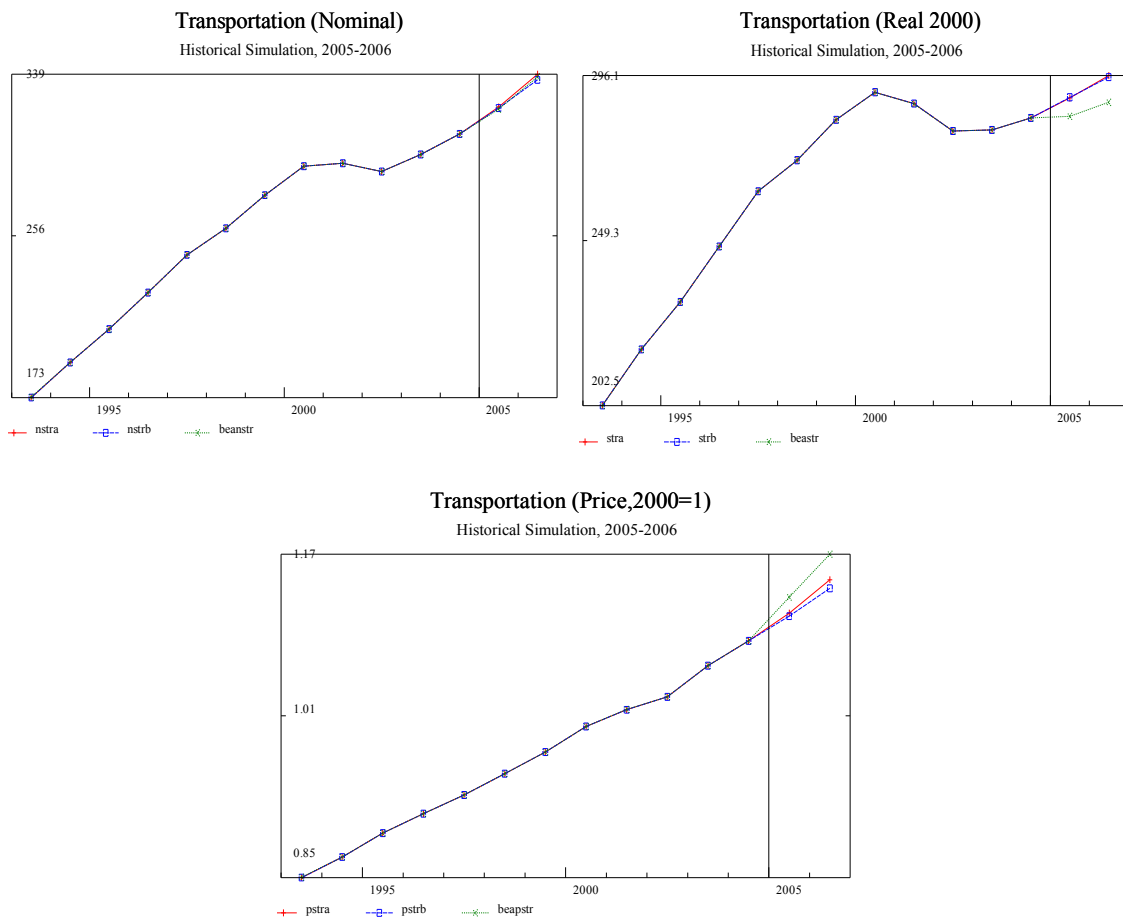 Transportation (Nominal)
Historical Simulation, 2005-2006
339
256
173
1995 2000 2005
nstra nstrb beanstr
Transportation (Real 2000)
Historical Simulation, 2005-2006
296.1
249.3
202.5
1995 2000 2005
stra strb beastr
Transportation (Price,2000=1)
Historical Simulation, 2005-2006
1.17
1.01
0.85
1995 2000 2005
pstra pstrb beapstr